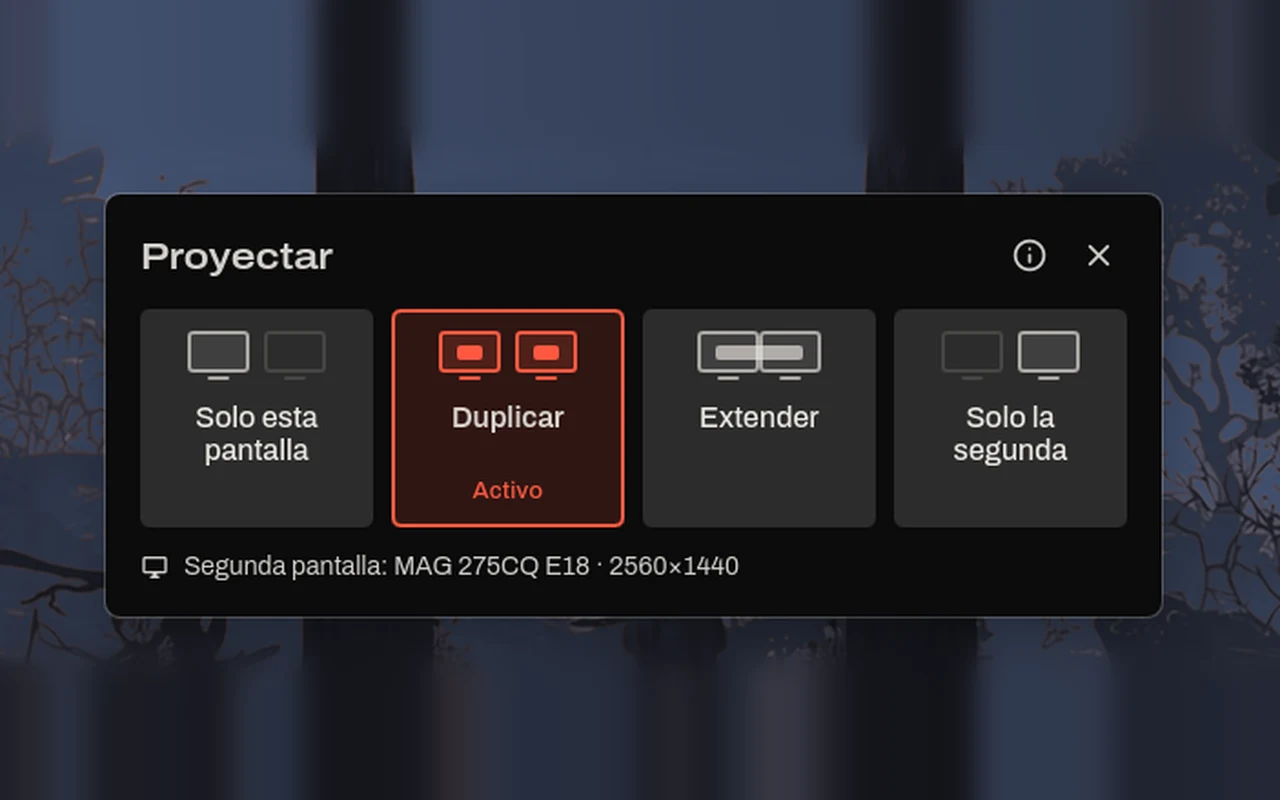 Proyectar
Solo esta
pantalla
Duplicar
Activo
Extender
Solo la
segunda
Segunda pantalla: MAG 275CQ E18 · 2560×1440